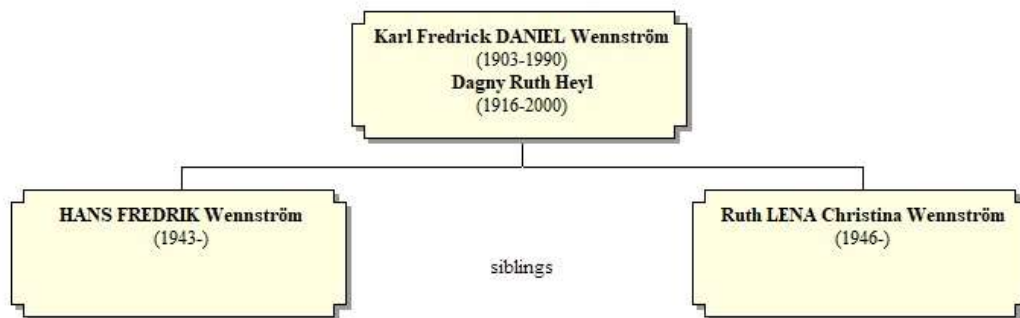 Karl Fredrick DANIEL Wennström
(1903-1990)
Dagny Ruth Heyl
(1916-2000)
HANS FREDRIK Wennström
(1943-)
Ruth LENA Christina Wennström
(1946-)
siblings